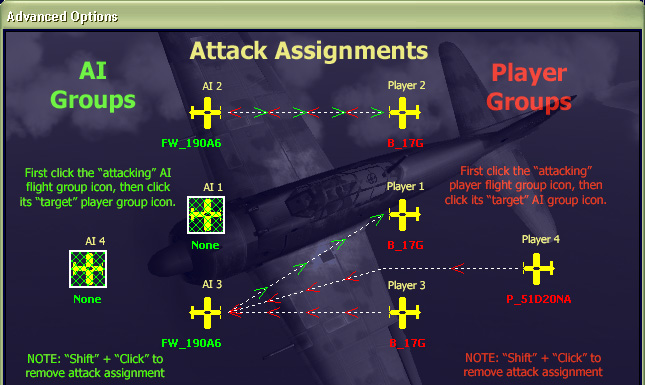 Advanced Options
Attack Assignments
AI
Groups
Player
Groups
AI 2
Player 2
FW_190A6
B_17G
First click the “attacking” AI
flight group icon, then click
its “target” player group icon.
First click the “attacking”
player flight group icon, then
click its “target” AI group icon.
AI 1
Player 1
None
B_17G
AI 4
Player 4
None
P_51D20NA
AI 3
Player 3
FW_190A6
B_17G
NOTE: “Shift” + “Click” to
remove attack assignment
NOTE: “Shift” + “Click” to
remove attack assignment